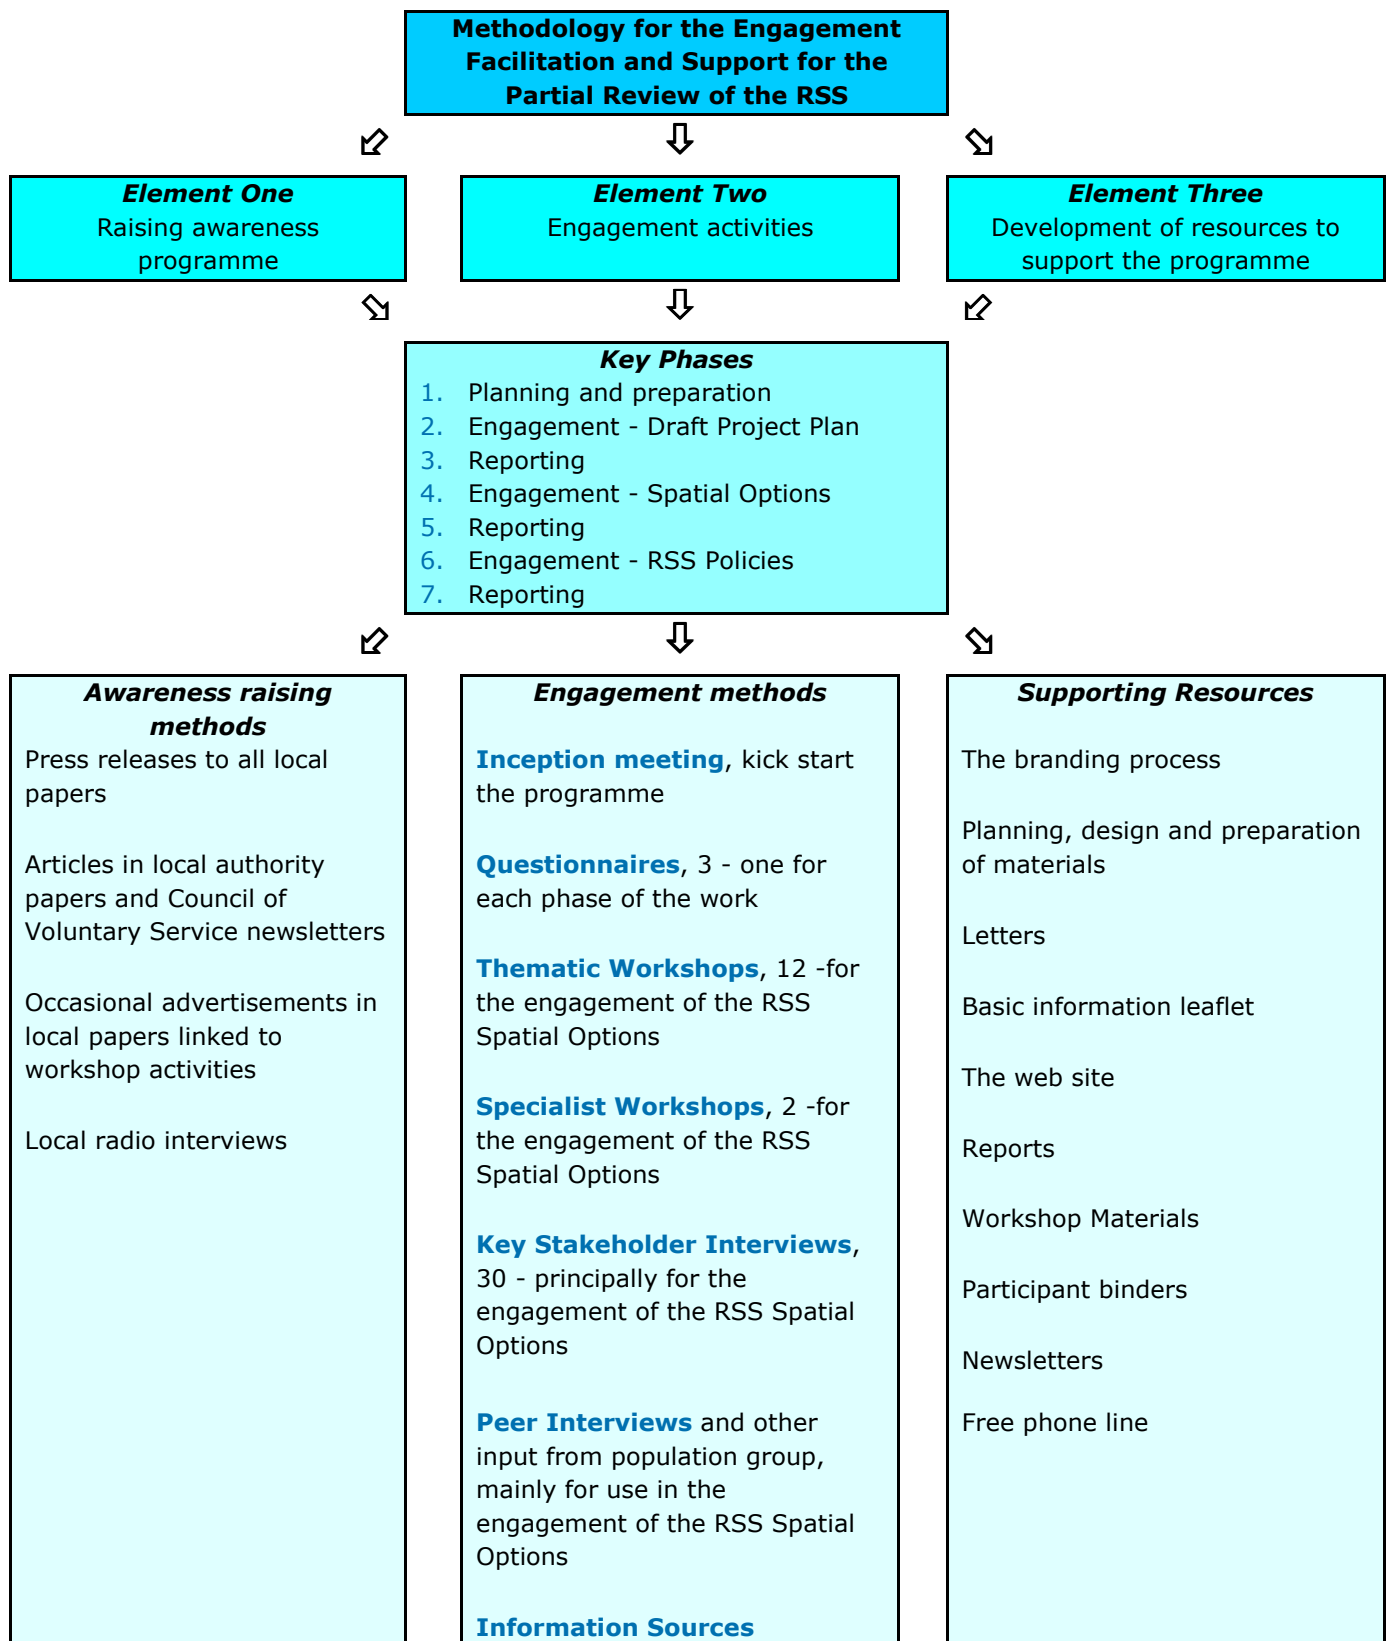 Methodology for the Engagement
Facilitation and Support for the
Partial Review of the RSS
Element One
Raising awareness
programme
Element Two
Engagement activities
Element Three
Development of resources to
support the programme
Key Phases
1. Planning and preparation
2. Engagement - Draft Project Plan
3. Reporting
4. Engagement - Spatial Options
5. Reporting
6. Engagement - RSS Policies
7. Reporting
Awareness raising
methods
Press releases to all local
papers
Articles in local authority
papers and Council of
Voluntary Service newsletters
Occasional advertisements in
local papers linked to
workshop activities
Local radio interviews
Engagement methods
Inception meeting, kick start
the programme
Questionnaires, 3 - one for
each phase of the work
Thematic Workshops, 12 -for
the engagement of the RSS
Spatial Options
Specialist Workshops, 2 -for
the engagement of the RSS
Spatial Options
Key Stakeholder Interviews,
30 - principally for the
engagement of the RSS Spatial
Options
Peer Interviews and other
input from population group,
mainly for use in the
engagement of the RSS Spatial
Options
Information Sources
Supporting Resources
The branding process
Planning, design and preparation
of materials
Letters
Basic information leaflet
The web site
Reports
Workshop Materials
Participant binders
Newsletters
Free phone line